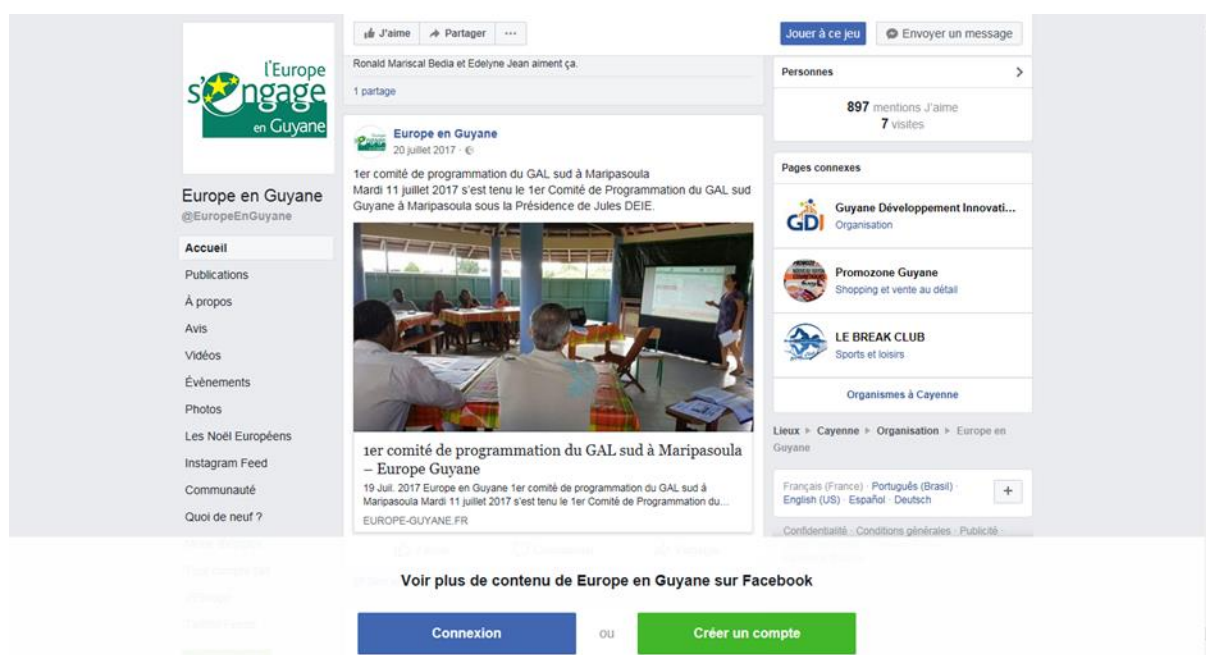 J'aime
Partager
...
Jouer à ce jeu
Envoyer un message
l'Europe
s'engage
en Guyane
Europe en Guyane
@EuropeEnGuyane
Accueil
Publications
À propos
Avis
Vidéos
Évènements
Photos
Les Noël Européens
Instagram Feed
Communauté
Quoi de neuf ?
Ronald Mariscal Bedia et Edelyne Jean aiment ça.
1 partage
Europe en Guyane
20 juillet 2017 ·
1er comité de programmation du GAL sud à Maripasoula
Mardi 11 juillet 2017 s'est tenu le 1er Comité de Programmation du GAL sud
Guyane à Maripasoula sous la Présidence de Jules DEIE.
1er comité de programmation du GAL sud à Maripasoula
– Europe Guyane
19 Juil. 2017 Europe en Guyane 1er comité de programmation du GAL sud à
Maripasoula Mardi 11 juillet 2017 s'est tenu le 1er Comité de Programmation du...
EUROPE-GUYANE.FR
Personnes
897 mentions J'aime
7 visites
Pages connexes
GDI
Guyane Développement Innovati...
Organisation
Promozone Guyane
Shopping et vente au détail
LE BREAK CLUB
Sports et loisirs
Organismes à Cayenne
Lieux Cayenne Organisation Europe en
Guyane
Français (France) · Português (Brasil) ·
English (US) · Español · Deutsch
+
Confidentialité · Conditions générales · Publicité ·
Voir plus de contenu de Europe en Guyane sur Facebook
Connexion
ou
Créer un compte